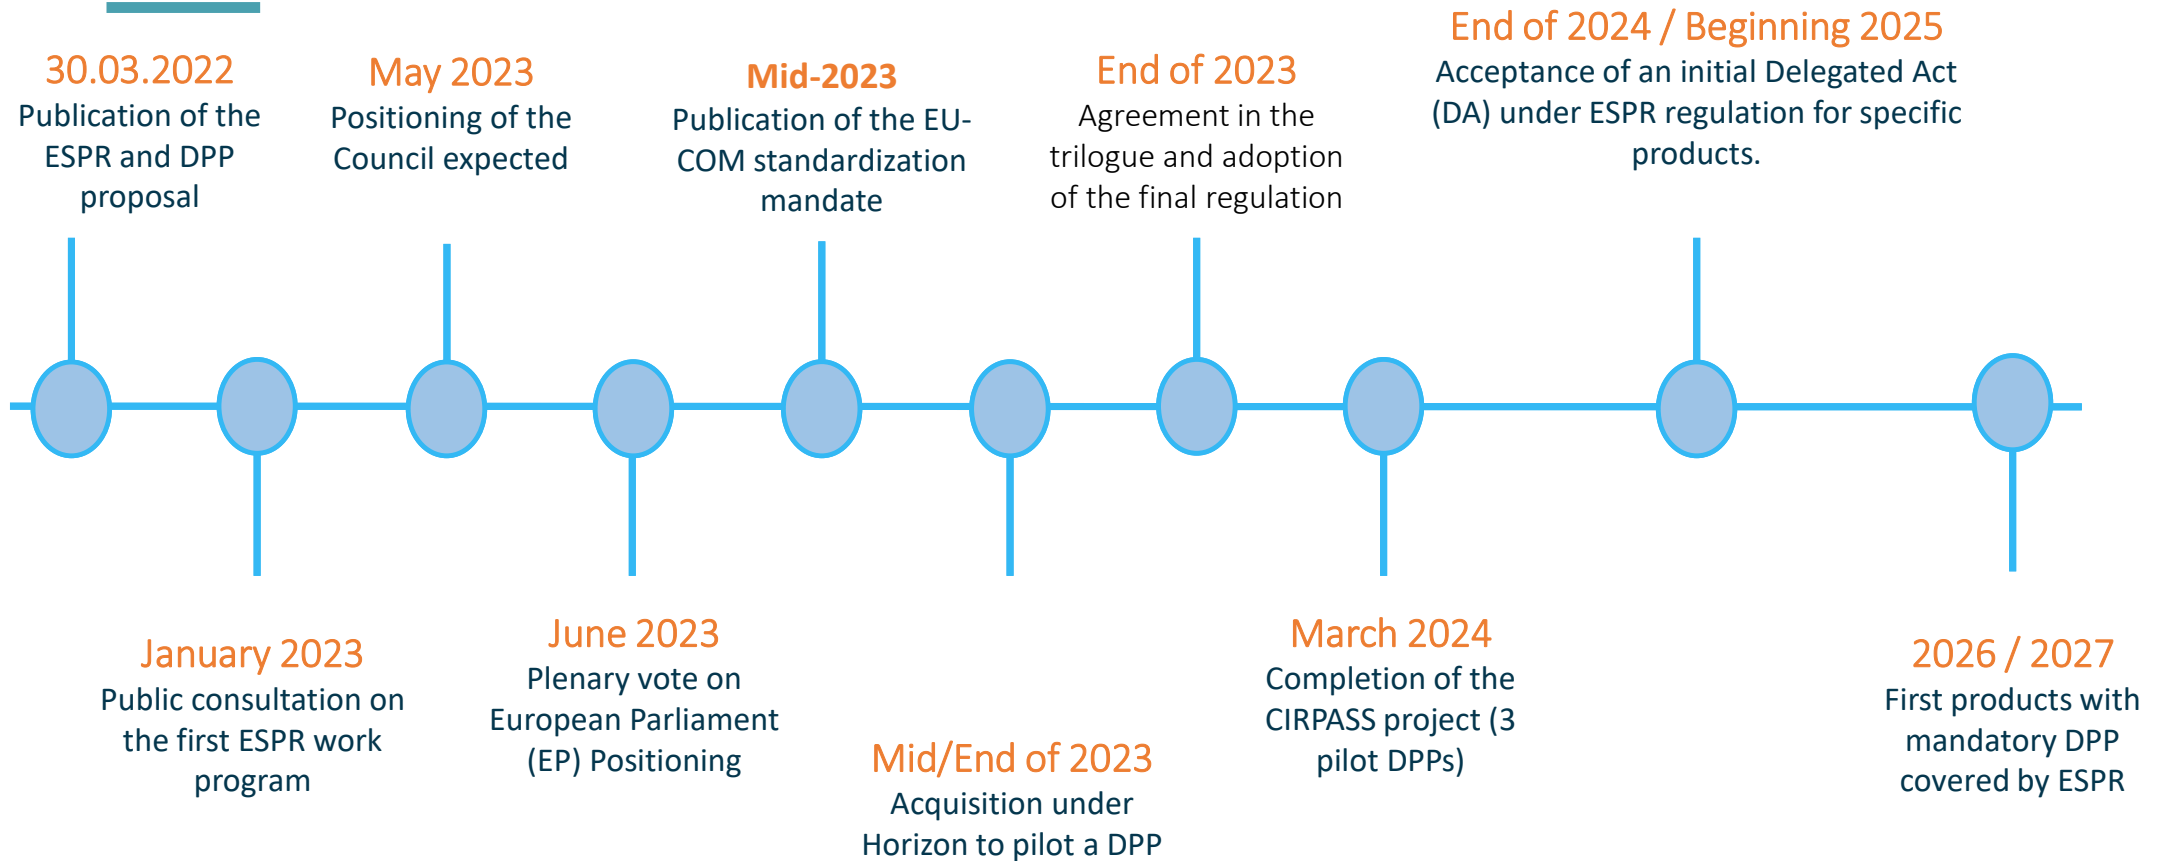 30.03.2022
Publication of the
ESPR and DPP
proposal
May 2023
Positioning of the
Council expected
Mid-2023
Publication of the EU-
COM standardization
mandate
End of 2023
Agreement in the
trilogue and adoption
of the final regulation
End of 2024 / Beginning 2025
Acceptance of an initial Delegated Act
(DA) under ESPR regulation for specific
products.
January 2023
Public consultation on
the first ESPR work
program
June 2023
Plenary vote on
European Parliament
(EP) Positioning
Mid/End of 2023
Acquisition under
Horizon to pilot a DPP
March 2024
Completion of the
CIRPASS project (3
pilot DPPs)
2026 / 2027
First products with
mandatory DPP
covered by ESPR